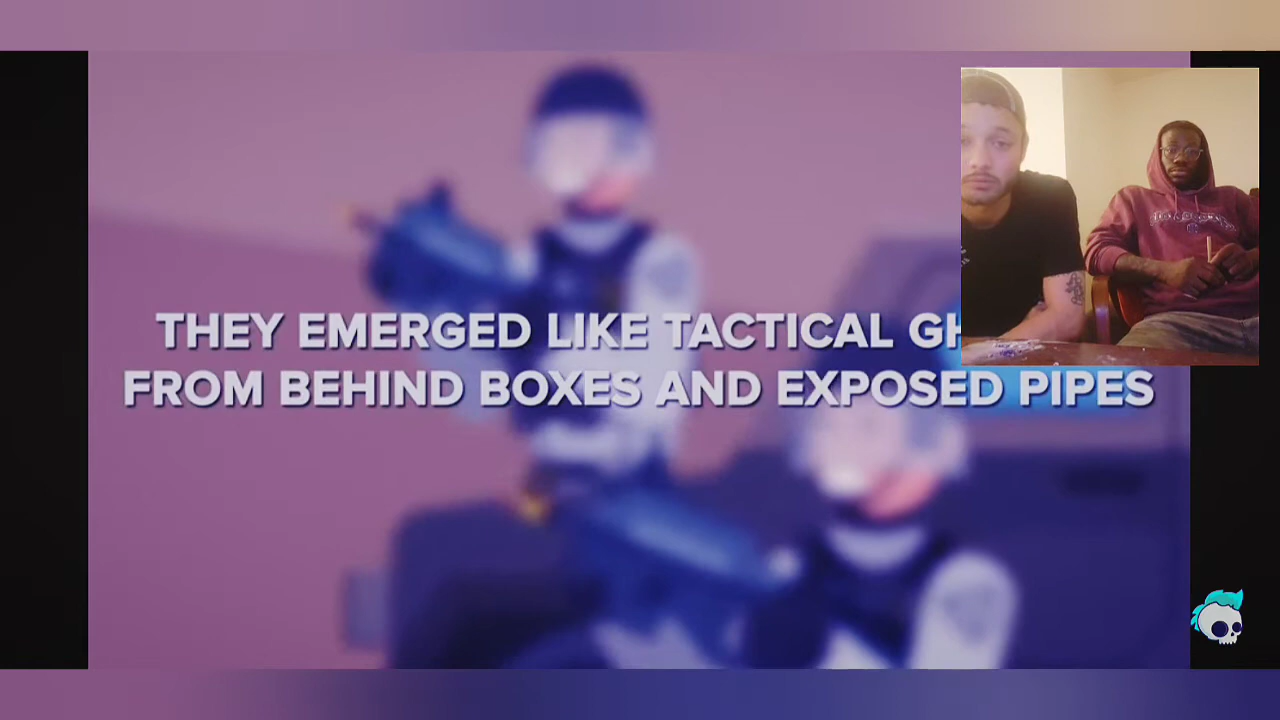 THEY EMERGED LIKE TACTICAL
FROM BEHIND BOXES AND EXPOSED PIPES